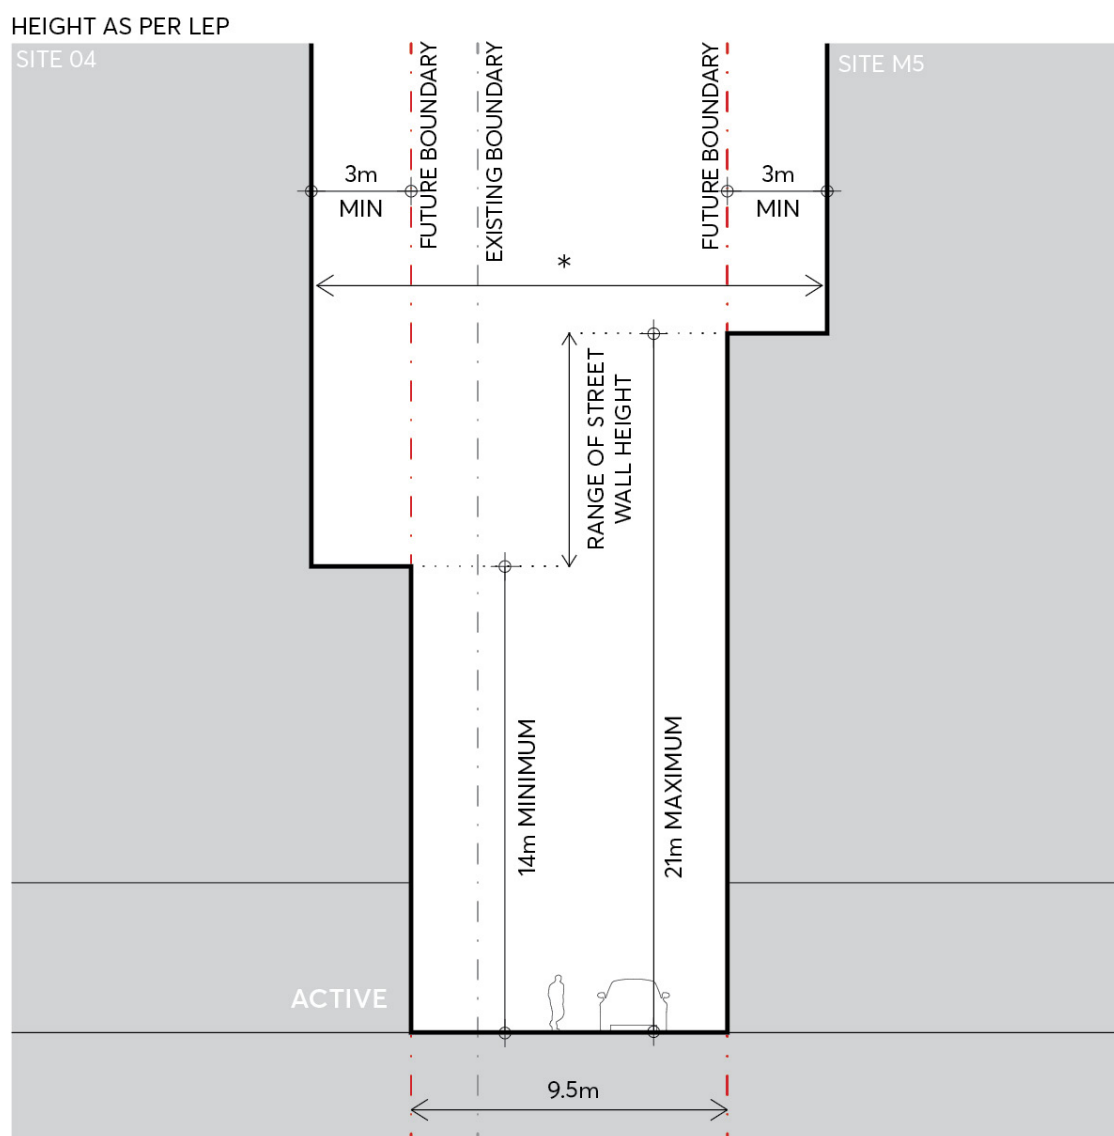 HEIGHT AS PER LEP
SITE 04
SITE M5
FUTURE BOUNDARY
EXISTING BOUNDARY
FUTURE BOUNDARY
3m
MIN
3m
MIN
*
RANGE OF STREET
WALL HEIGHT
14m MINIMUM
21m MAXIMUM
ACTIVE
9.5m